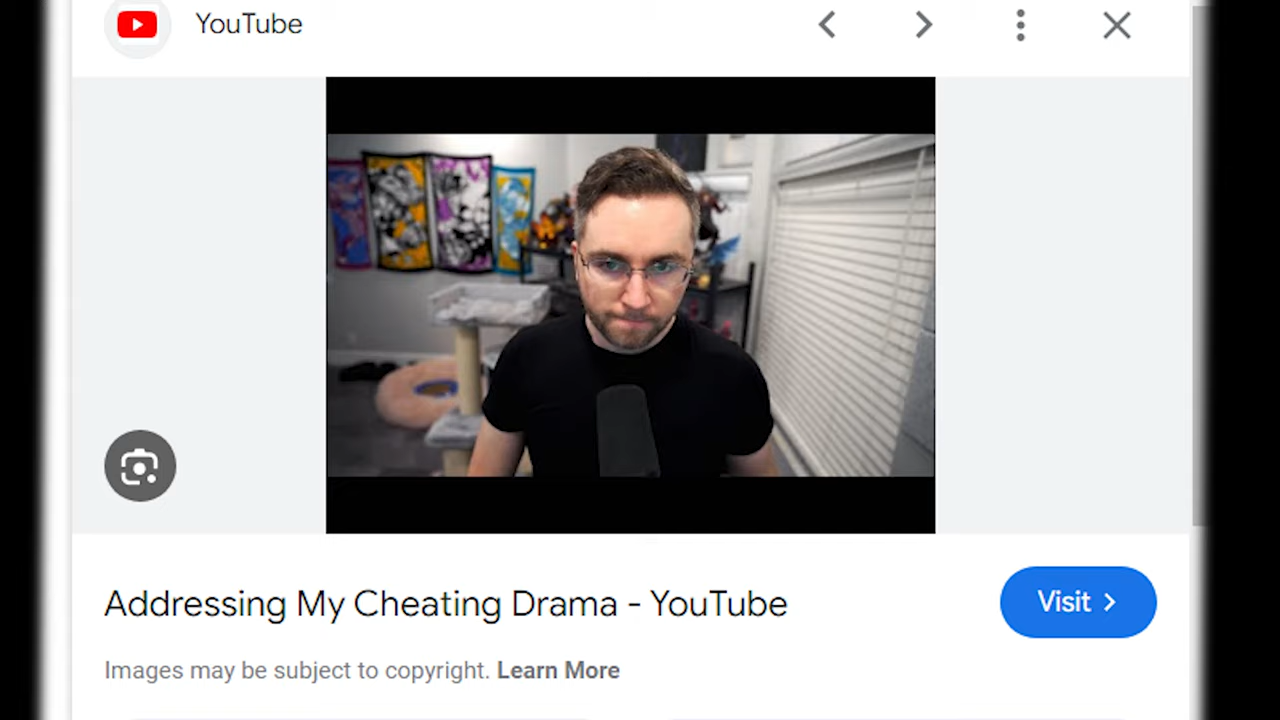 YouTube
Addressing My Cheating Drama - YouTube
Visit
Images may be subject to copyright. Learn More